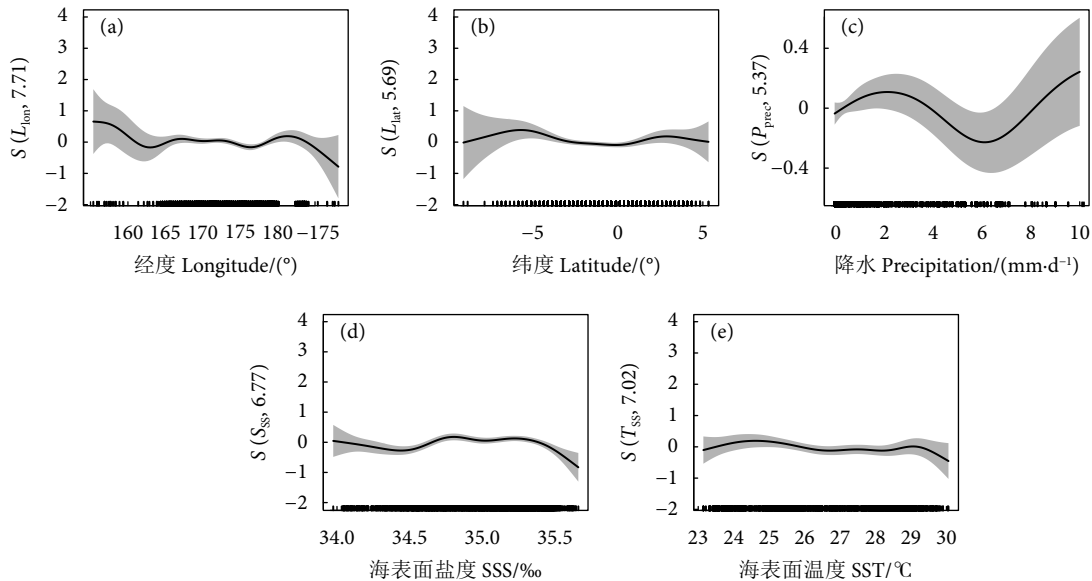 (a)
4
3
2
1
0
−1
−2
S (L_lon, 7.71)
160 165 170 175 180 −175
经度 Longitude/(°)
(b)
4
3
2
1
0
−1
−2
S (L_lat, 5.69)
−5 0 5
纬度 Latitude/(°)
(c)
0.4
0
−0.4
S (P_prec, 5.37)
0 2 4 6 8 10
降水 Precipitation/(mm·d⁻¹)
(d)
4
3
2
1
0
−1
−2
S (S_SS, 6.77)
34.0 34.5 35.0 35.5
海表面盐度 SSS/‰
(e)
4
3
2
1
0
−1
−2
S (T_SS, 7.02)
23 24 25 26 27 28 29 30
海表面温度 SST/℃